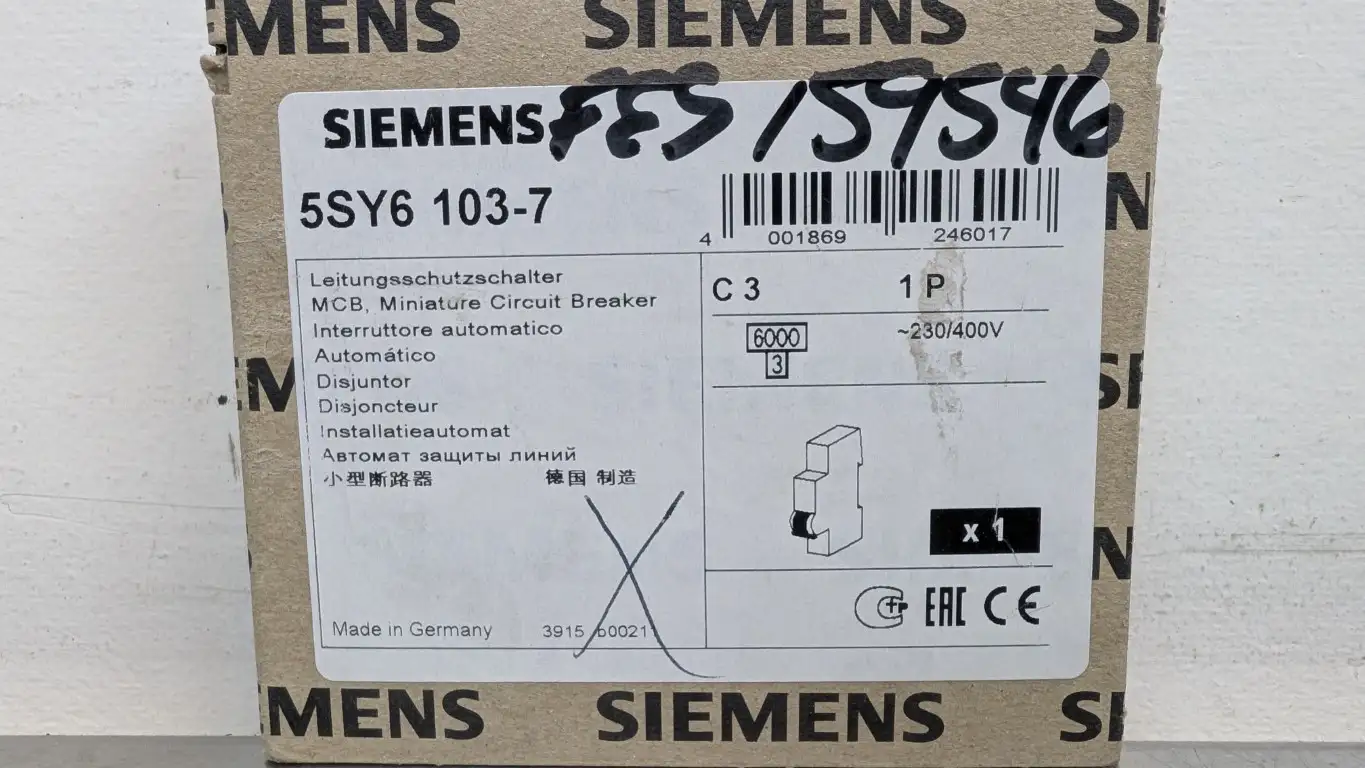 SIEMENS SIEMENS
SIEMENS FES 159546
5SY6 103-7
4 001869 246017
Leitungsschutzschalter
MCB, Miniature Circuit Breaker
Interruttore automatico
Automático
Disjuntor
Disjoncteur
Installatieautomat
Автомат защиты линий
小型断路器 德国 制造
C 3 1 P
6000 ~230/400V
3
x 1
Made in Germany 3915
EAC CE
SIEMENS SIEMENS